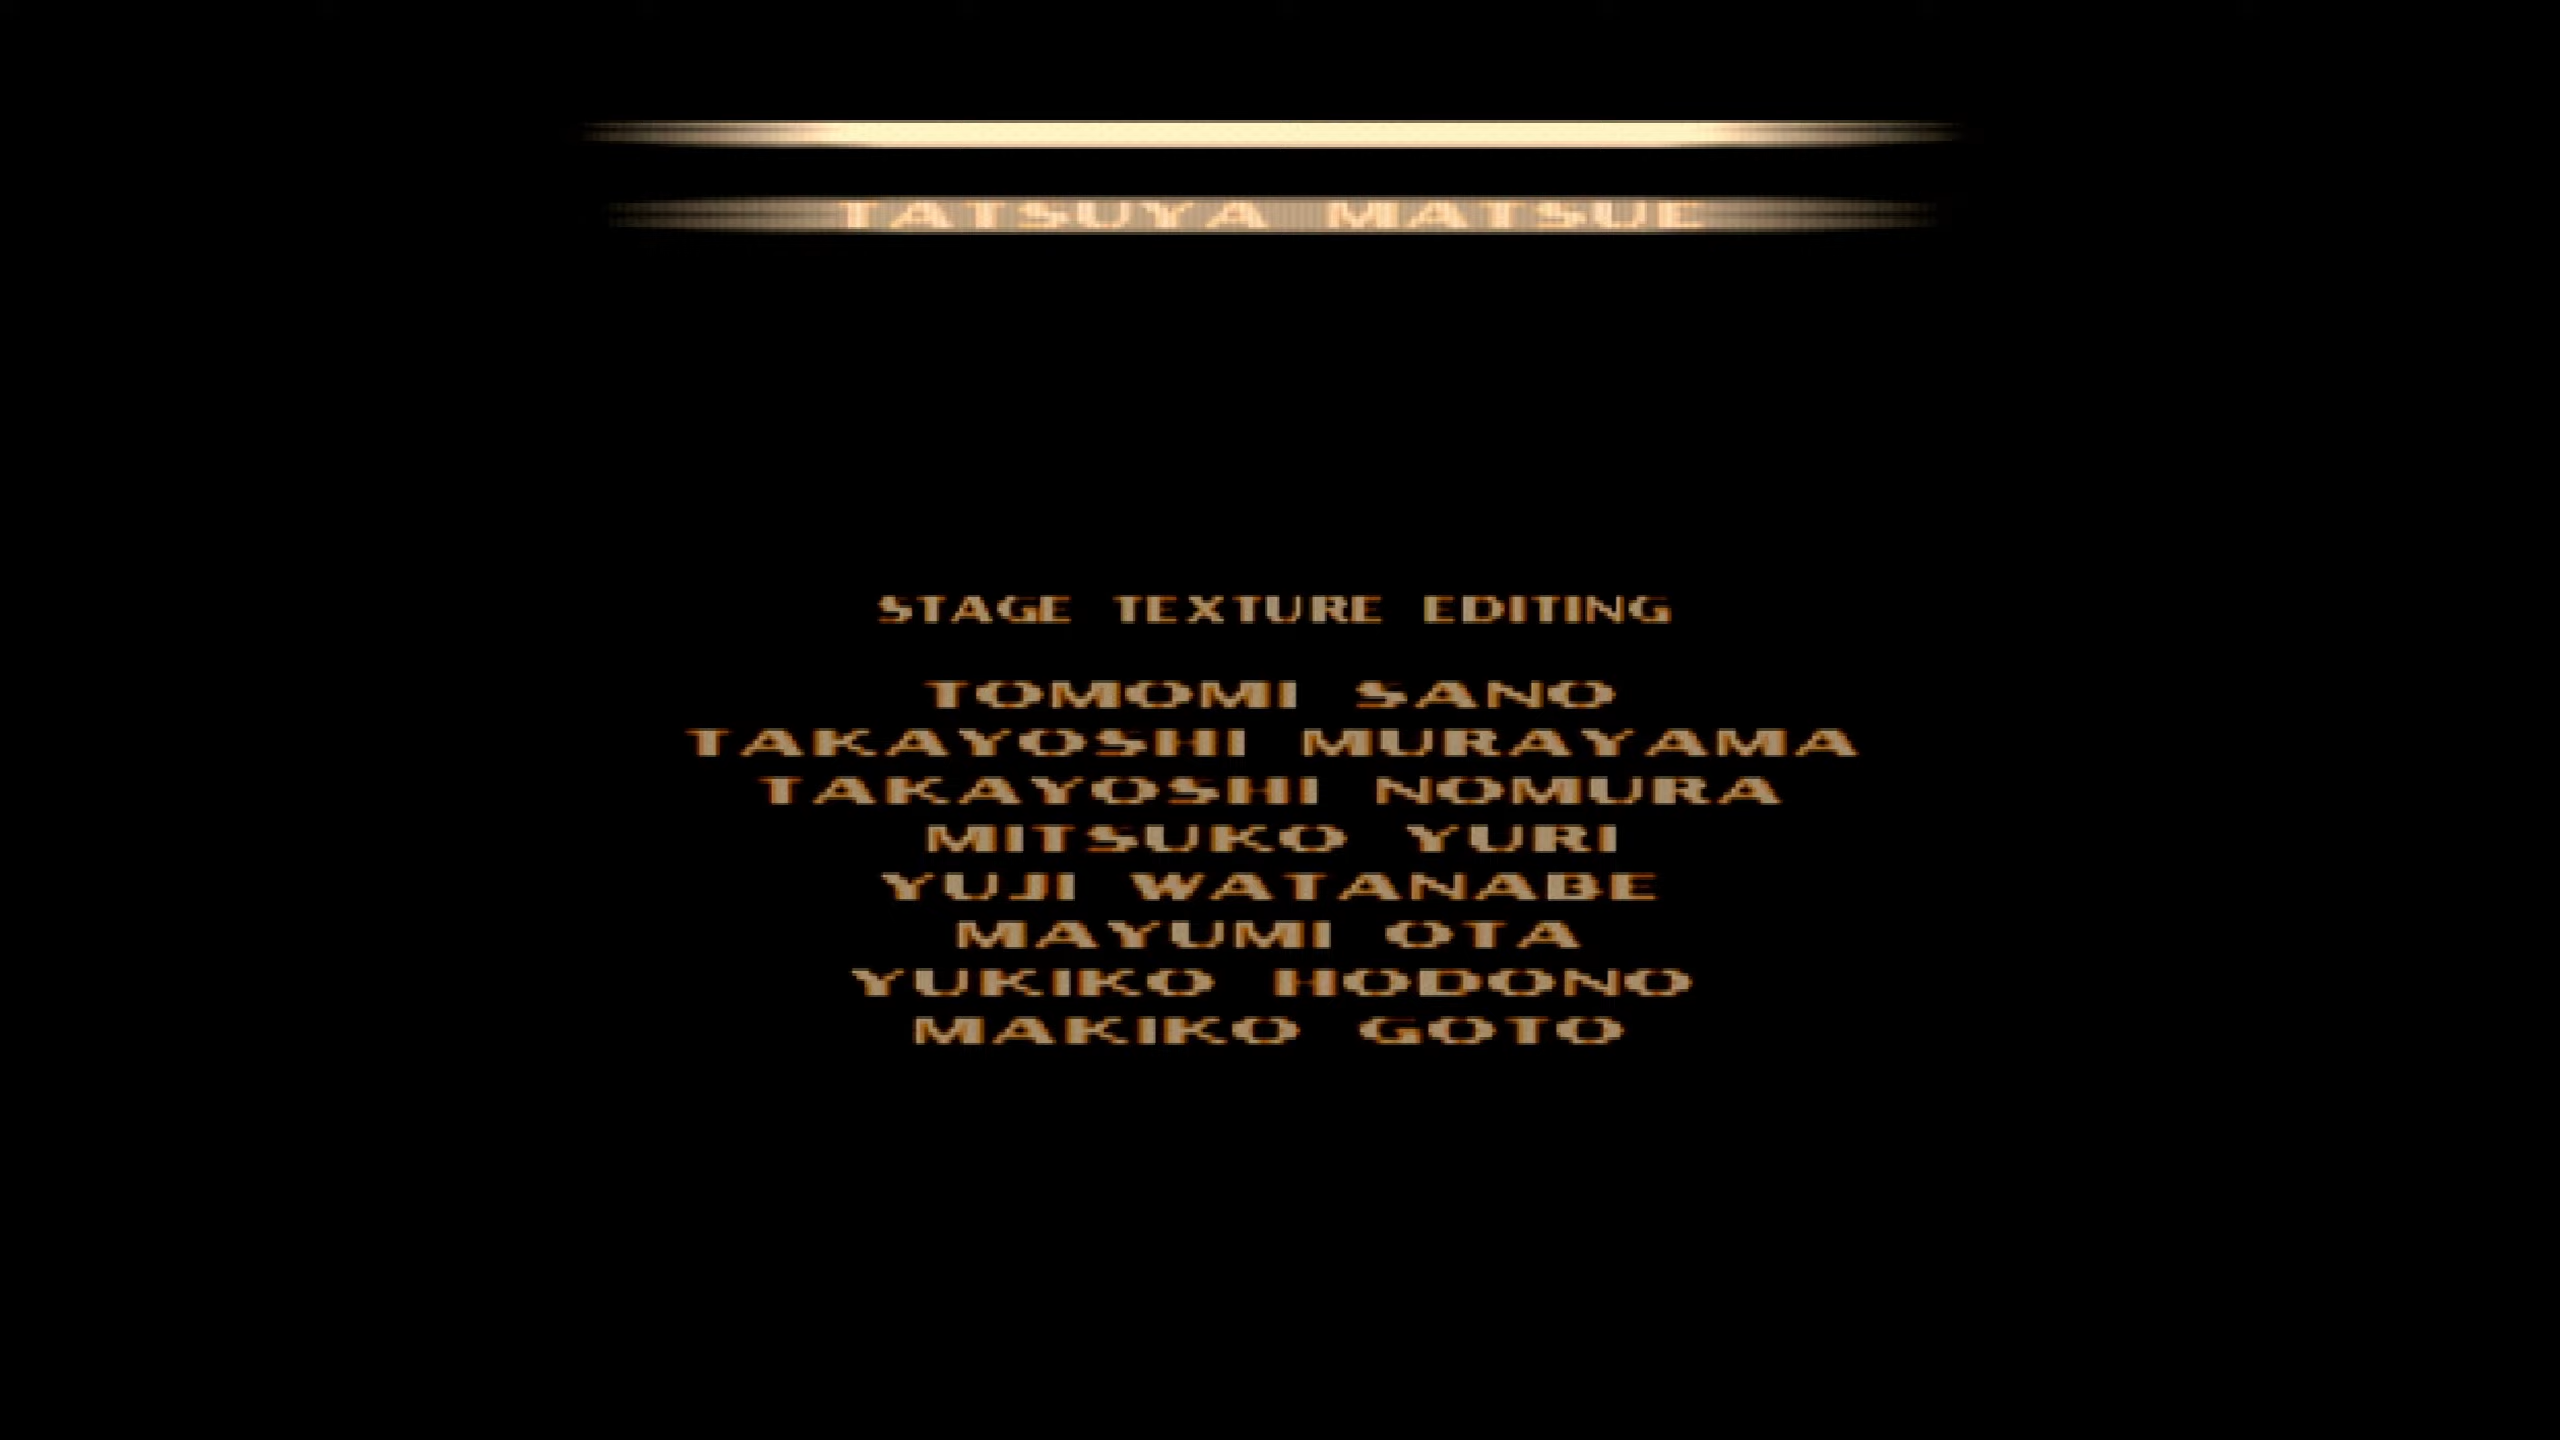 TATSUYA MATSUE
STAGE TEXTURE EDITING
TOMOMI SANO
TAKAYOSHI MURAYAMA
TAKAYOSHI NOMURA
MITSUKO YURI
YUJI WATANABE
MAYUMI OTA
YUKIKO HODONO
MAKIKO GOTO